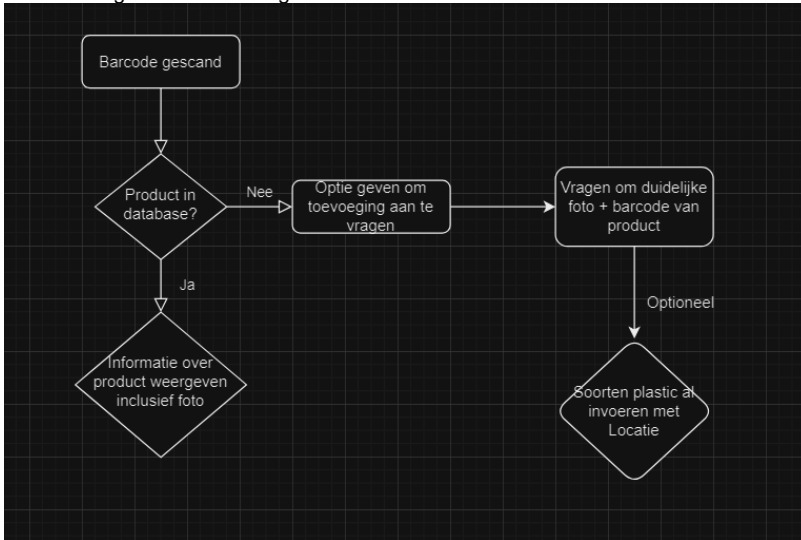 Barcode gescand
Product in
database?
Nee
Optie geven om
toevoeging aan te
vragen
Vragen om duidelijke
foto + barcode van
product
Ja
Optioneel
Informatie over
product weergeven
inclusief foto
Soorten plastic al
invoeren met
Locatie